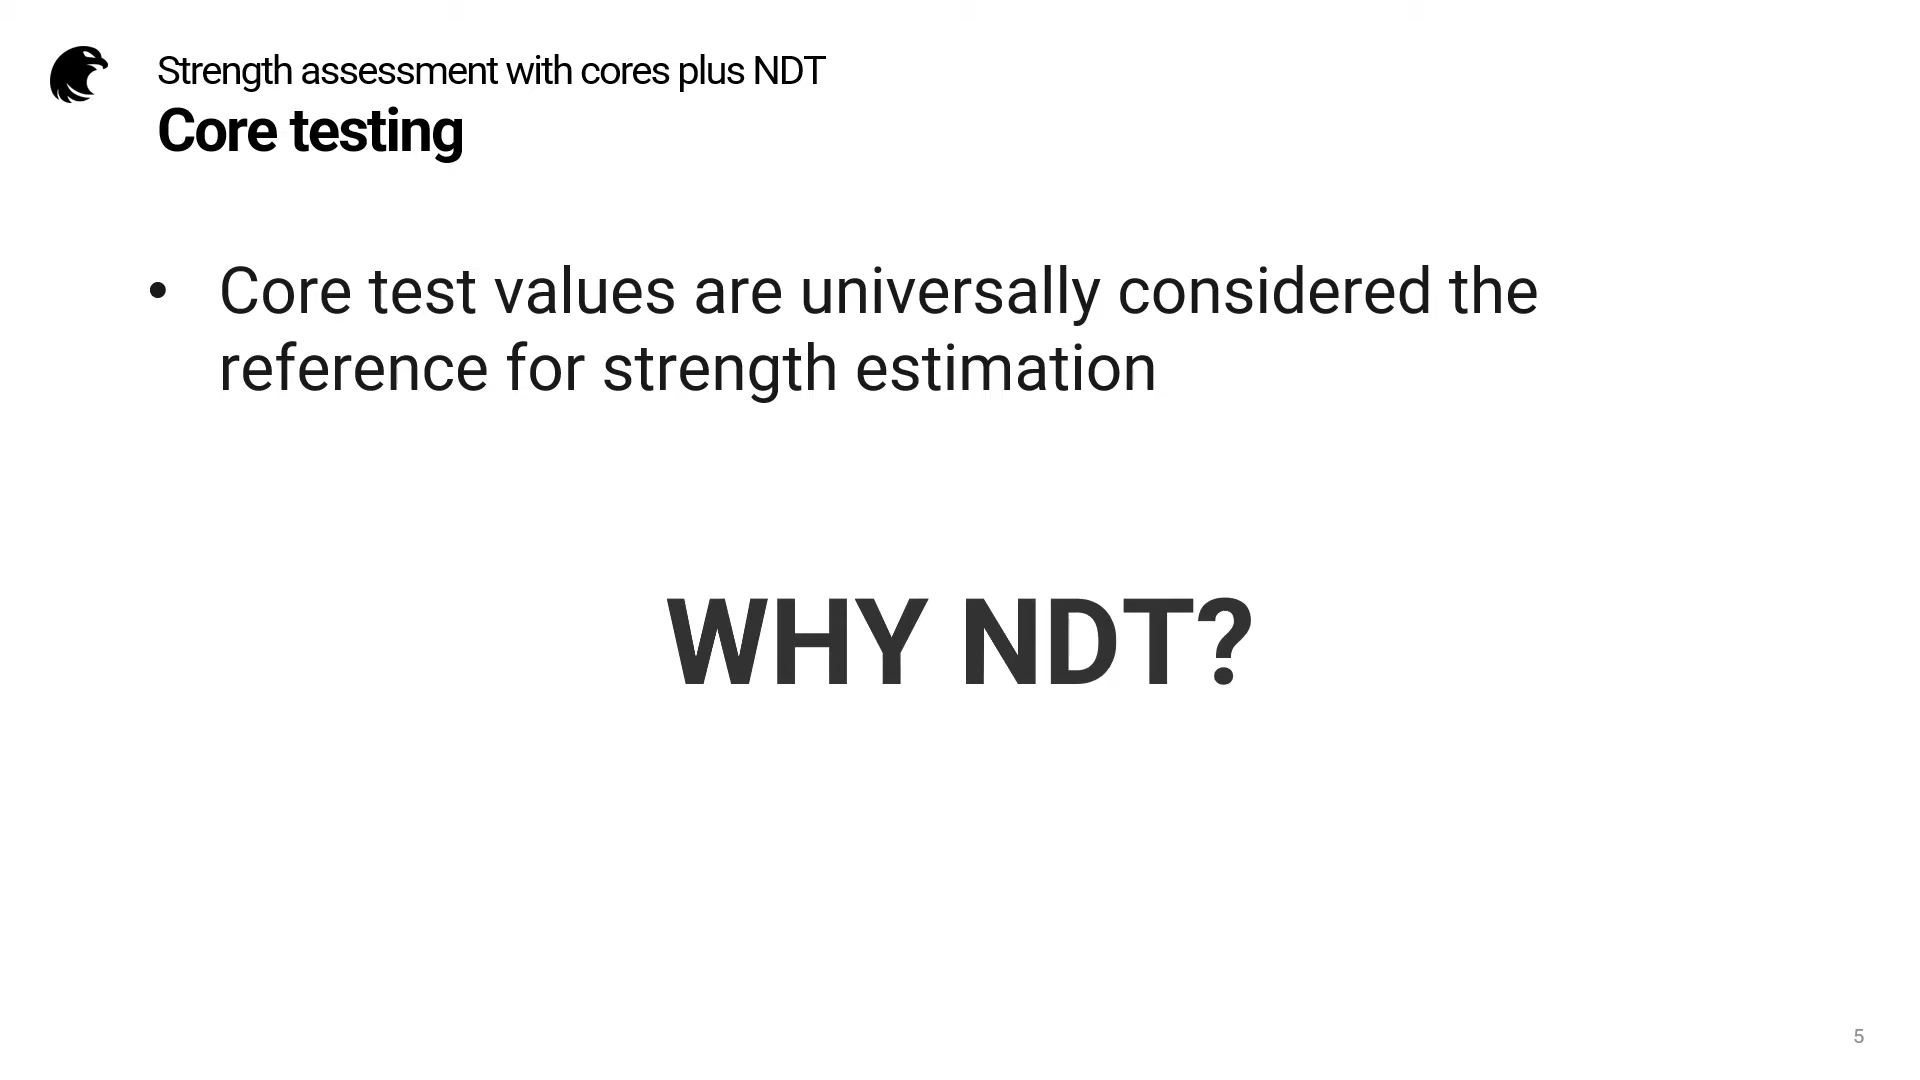 Strength assessment with cores plus NDT
Core testing
• Core test values are universally considered the
reference for strength estimation
WHY NDT?
5